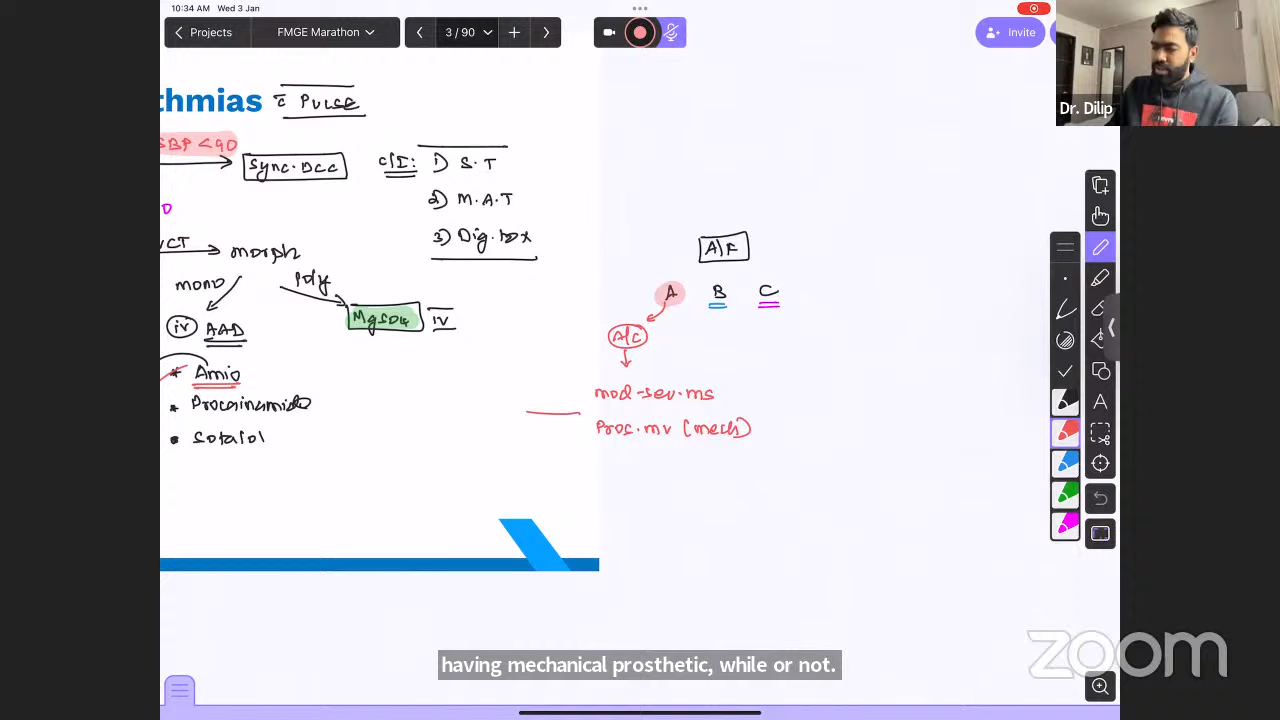 10:34 AM Wed 3 Jan
Projects
FMGE Marathon
3 / 90
Invite
Dr. Dilip
thmias c̄ Pulse
SBP <90
Sync. DCC
C/I: 1) S.T
2) M.A.T
3) Dig. tox
VCT
morph
mono
Poly
MgSO4 IV
IV AAD
* Amio
* Procainamide
* Sotalol
A/F
A B C
A/C
mod-sev. ms
Pros. mv (mech)
A
having mechanical prosthetic, while or not.
zoom